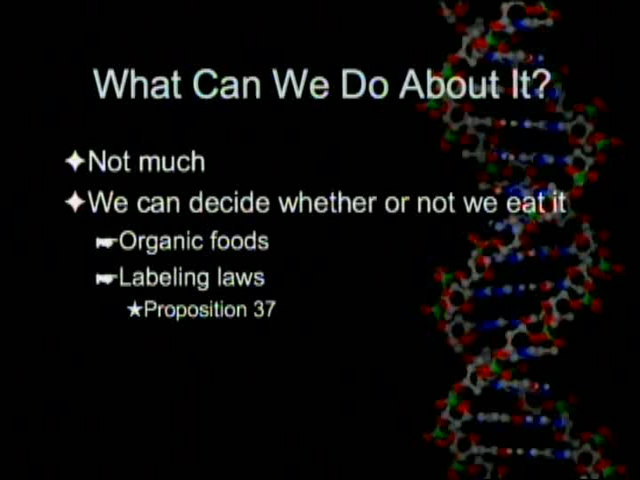 What Can We Do About It?
Not much
We can decide whether or not we eat it
Organic foods
Labeling laws
Proposition 37